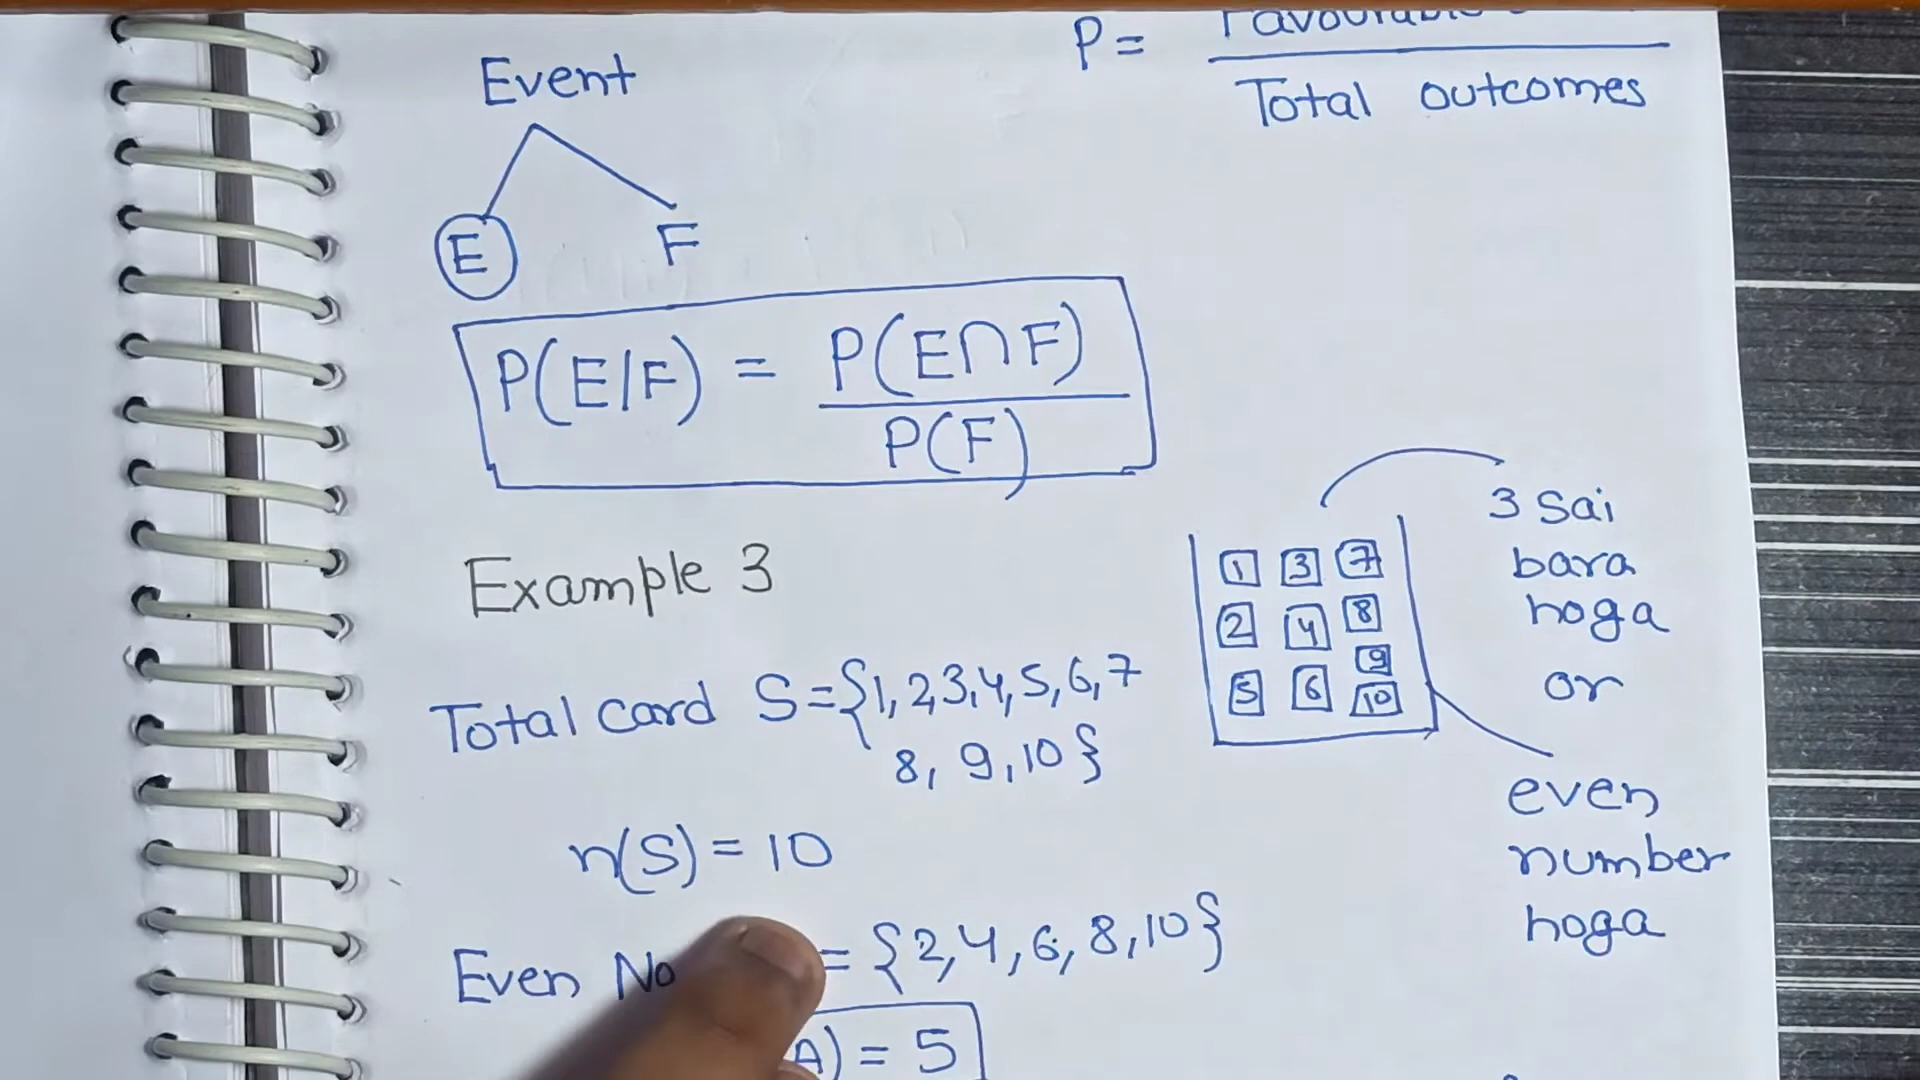 Event
P = Favourable
Total outcomes
E F
P(E/F) = P(E∩F)
P(F)
Example 3
1 3 7
2 4 8
9
5 6 10
3 Sai
bara
hoga
or
even
number
hoga
Total card S={1,2,3,4,5,6,7
8, 9,10}
n(S) = 10
Even No = {2,4,6,8,10}
A) = 5